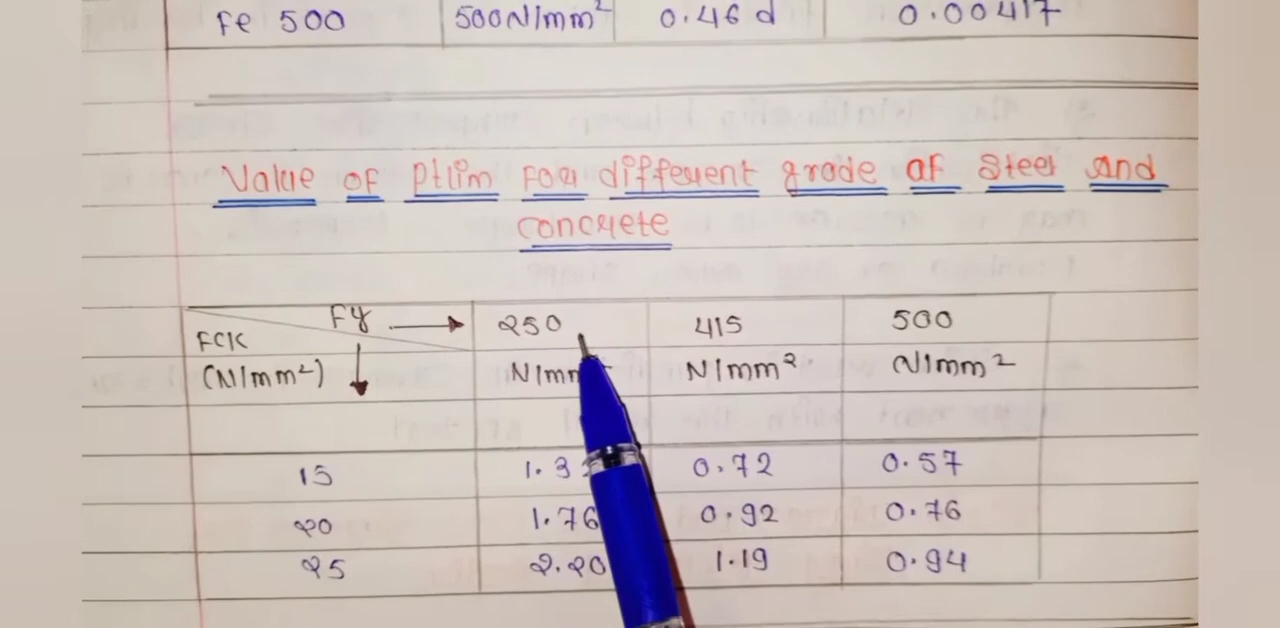 Fe 500 500N/mm² 0.46 d 0.00417
Value of Ptlim For different grade of Steel and
concrete
Fy 250 415 500
FCK
(N/mm²) N/mm² N/mm²
15 0.72 0.57
20 1.76 0.92 0.76
25 2.20 1.19 0.94